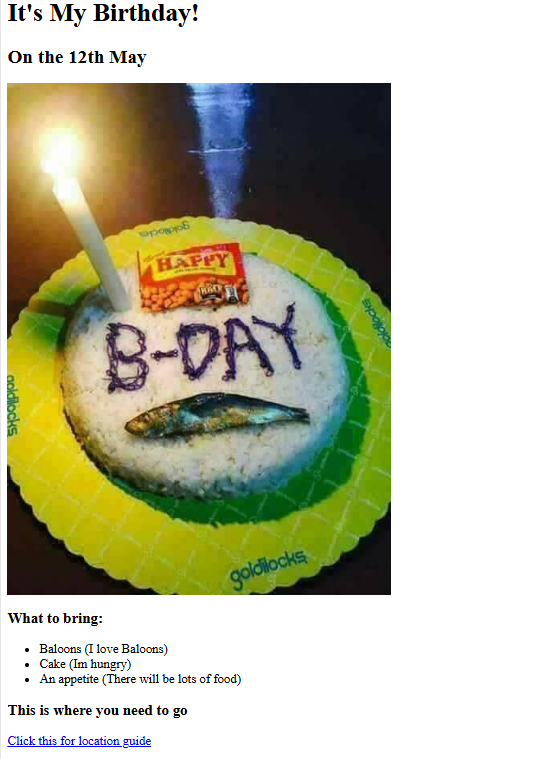 It's My Birthday!
On the 12th May
goldilocks
HAPPY
goldilocks
B-DAY
goldilocks
goldilocks
What to bring:
Baloons (I love Baloons)
Cake (Im hungry)
An appetite (There will be lots of food)
This is where you need to go
Click this for location guide